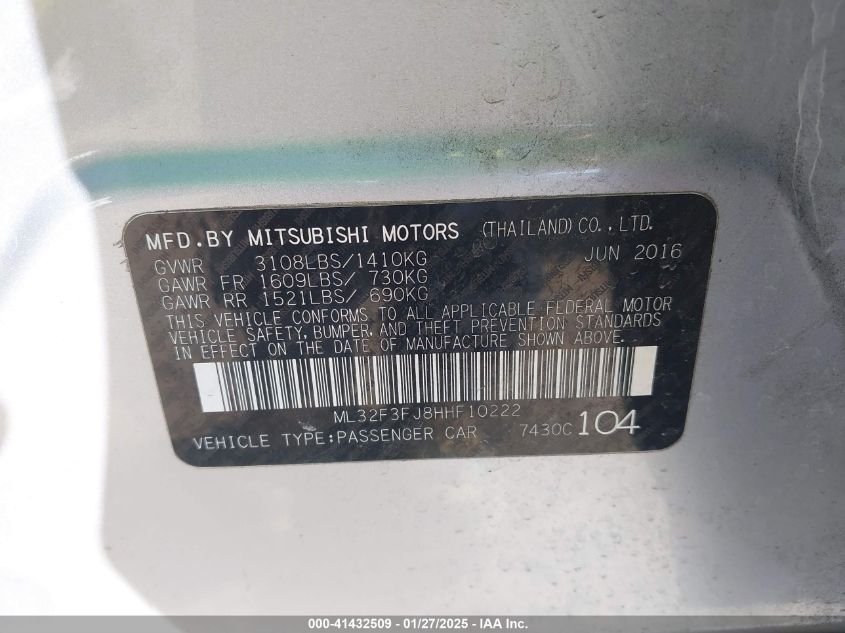 MFD.BY MITSUBISHI MOTORS (THAILAND)CO.,LTD.
GVWR 3108LBS/1410KG JUN 2016
GAWR FR 1609LBS/ 730KG
GAWR RR 1521LBS/ 690KG
THIS VEHICLE CONFORMS TO ALL APPLICABLE FEDERAL MOTOR
VEHICLE SAFETY, BUMPER, AND THEFT PREVENTION STANDARDS
IN EFFECT ON THE DATE OF MANUFACTURE SHOWN ABOVE.
ML32F3FJ8HHF10222
VEHICLE TYPE:PASSENGER CAR 7430C 104
000-41432509 - 01/27/2025 - IAA Inc.